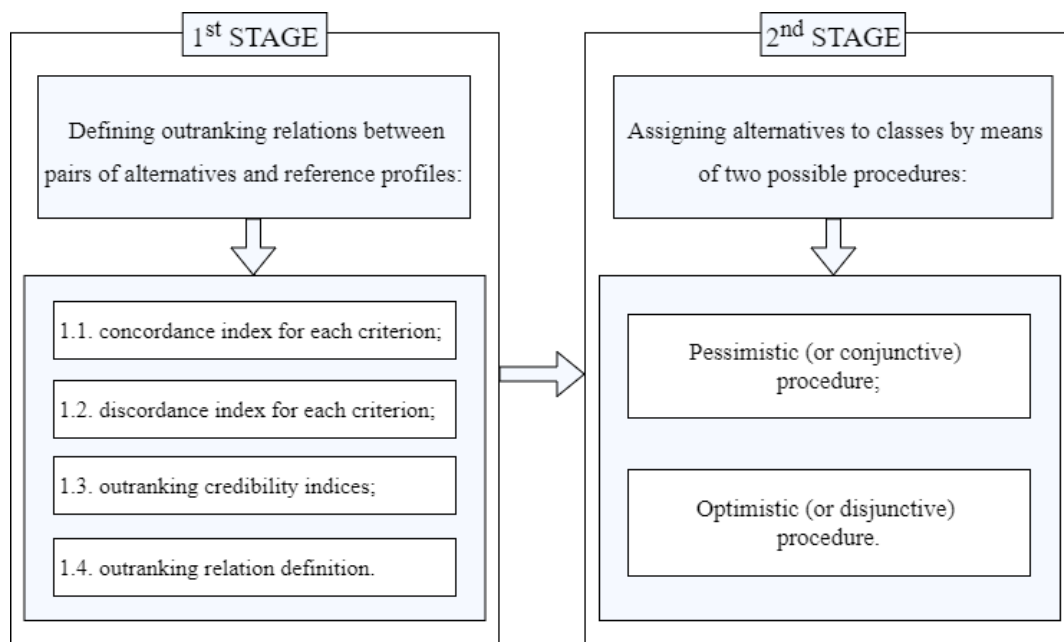 1st STAGE
Defining outranking relations between
pairs of alternatives and reference profiles:
1.1. concordance index for each criterion;
1.2. discordance index for each criterion;
1.3. outranking credibility indices;
1.4. outranking relation definition.
2nd STAGE
Assigning alternatives to classes by means
of two possible procedures:
Pessimistic (or conjunctive)
procedure;
Optimistic (or disjunctive)
procedure.